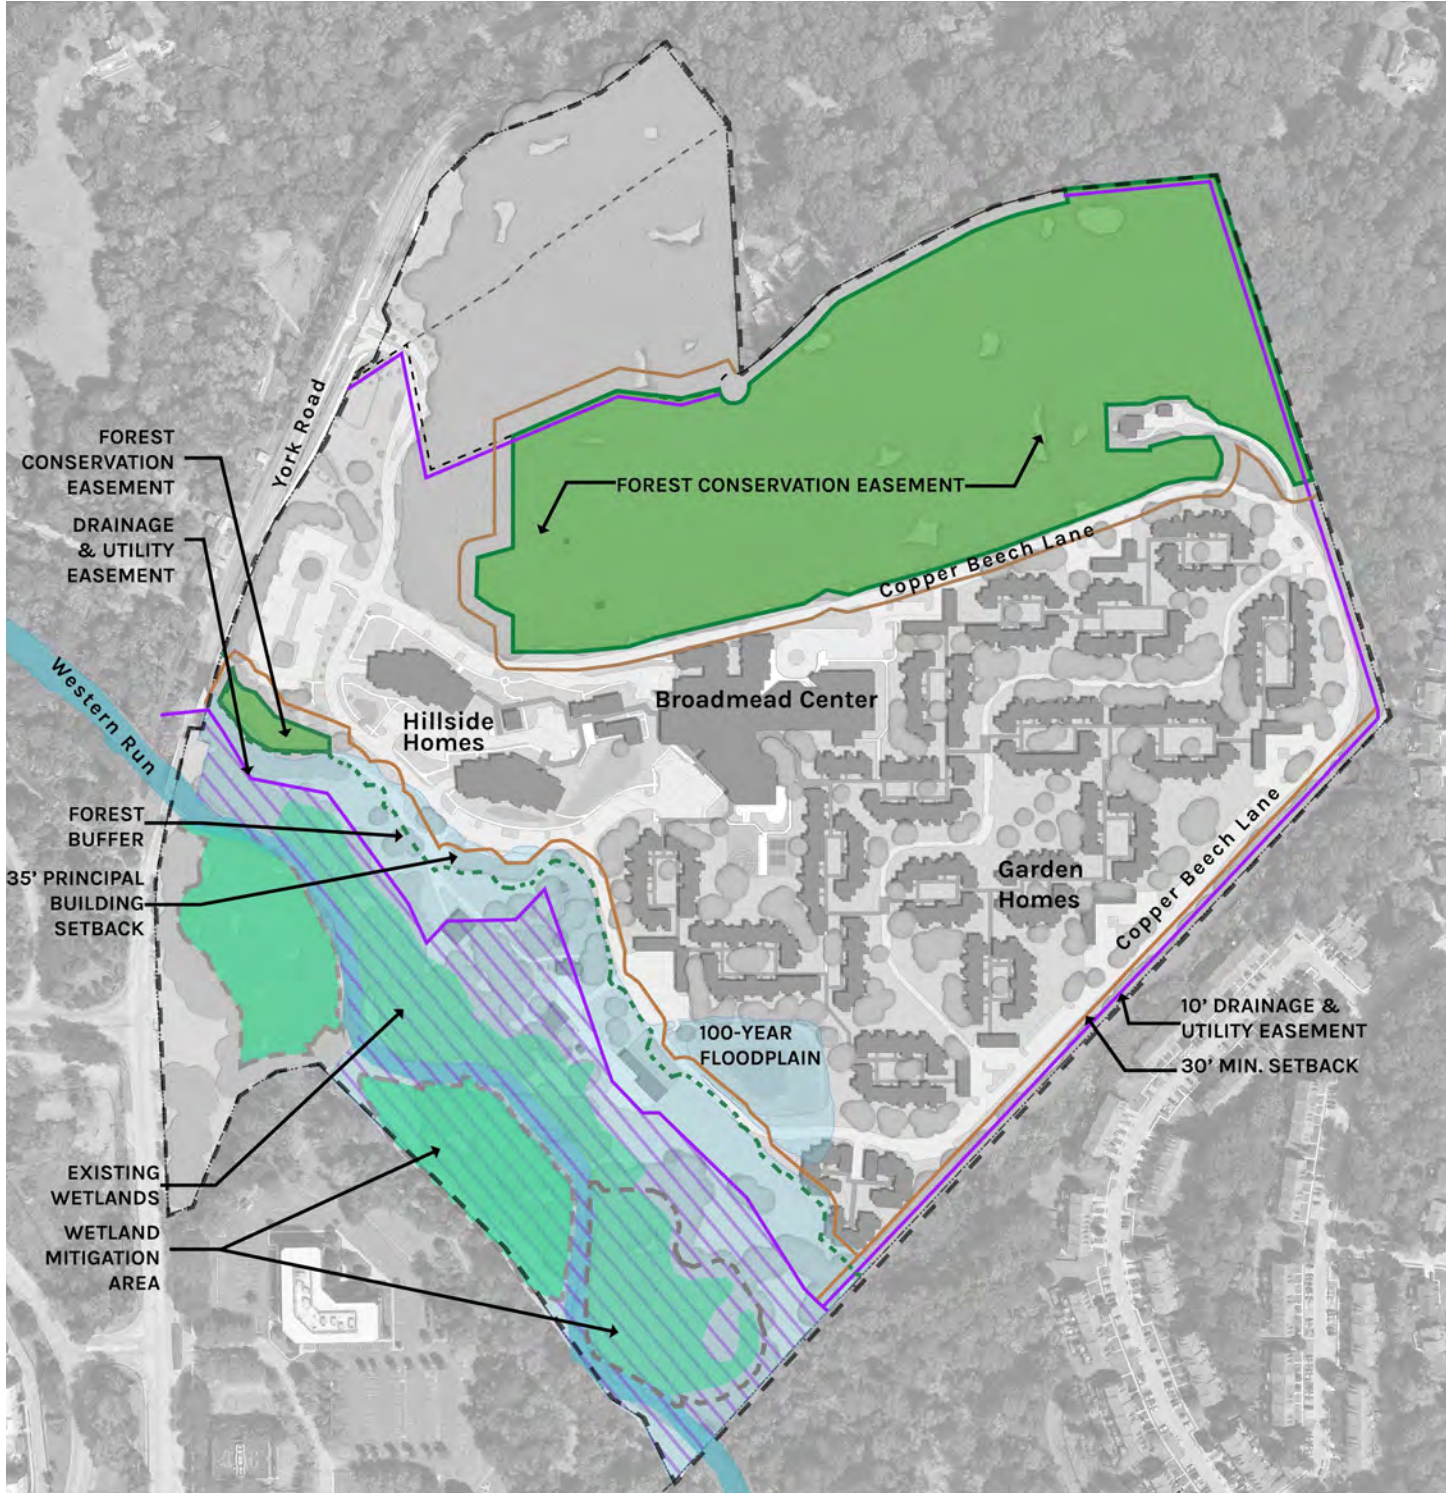 York Road
FOREST
CONSERVATION
EASEMENT
DRAINAGE
& UTILITY
EASEMENT
FOREST CONSERVATION EASEMENT
Copper Beech Lane
Western Run
Hillside
Homes
Broadmead Center
FOREST
BUFFER
35' PRINCIPAL
BUILDING
SETBACK
Garden
Homes
Copper Beech Lane
100-YEAR
FLOODPLAIN
10' DRAINAGE &
UTILITY EASEMENT
30' MIN. SETBACK
EXISTING
WETLANDS
WETLAND
MITIGATION
AREA